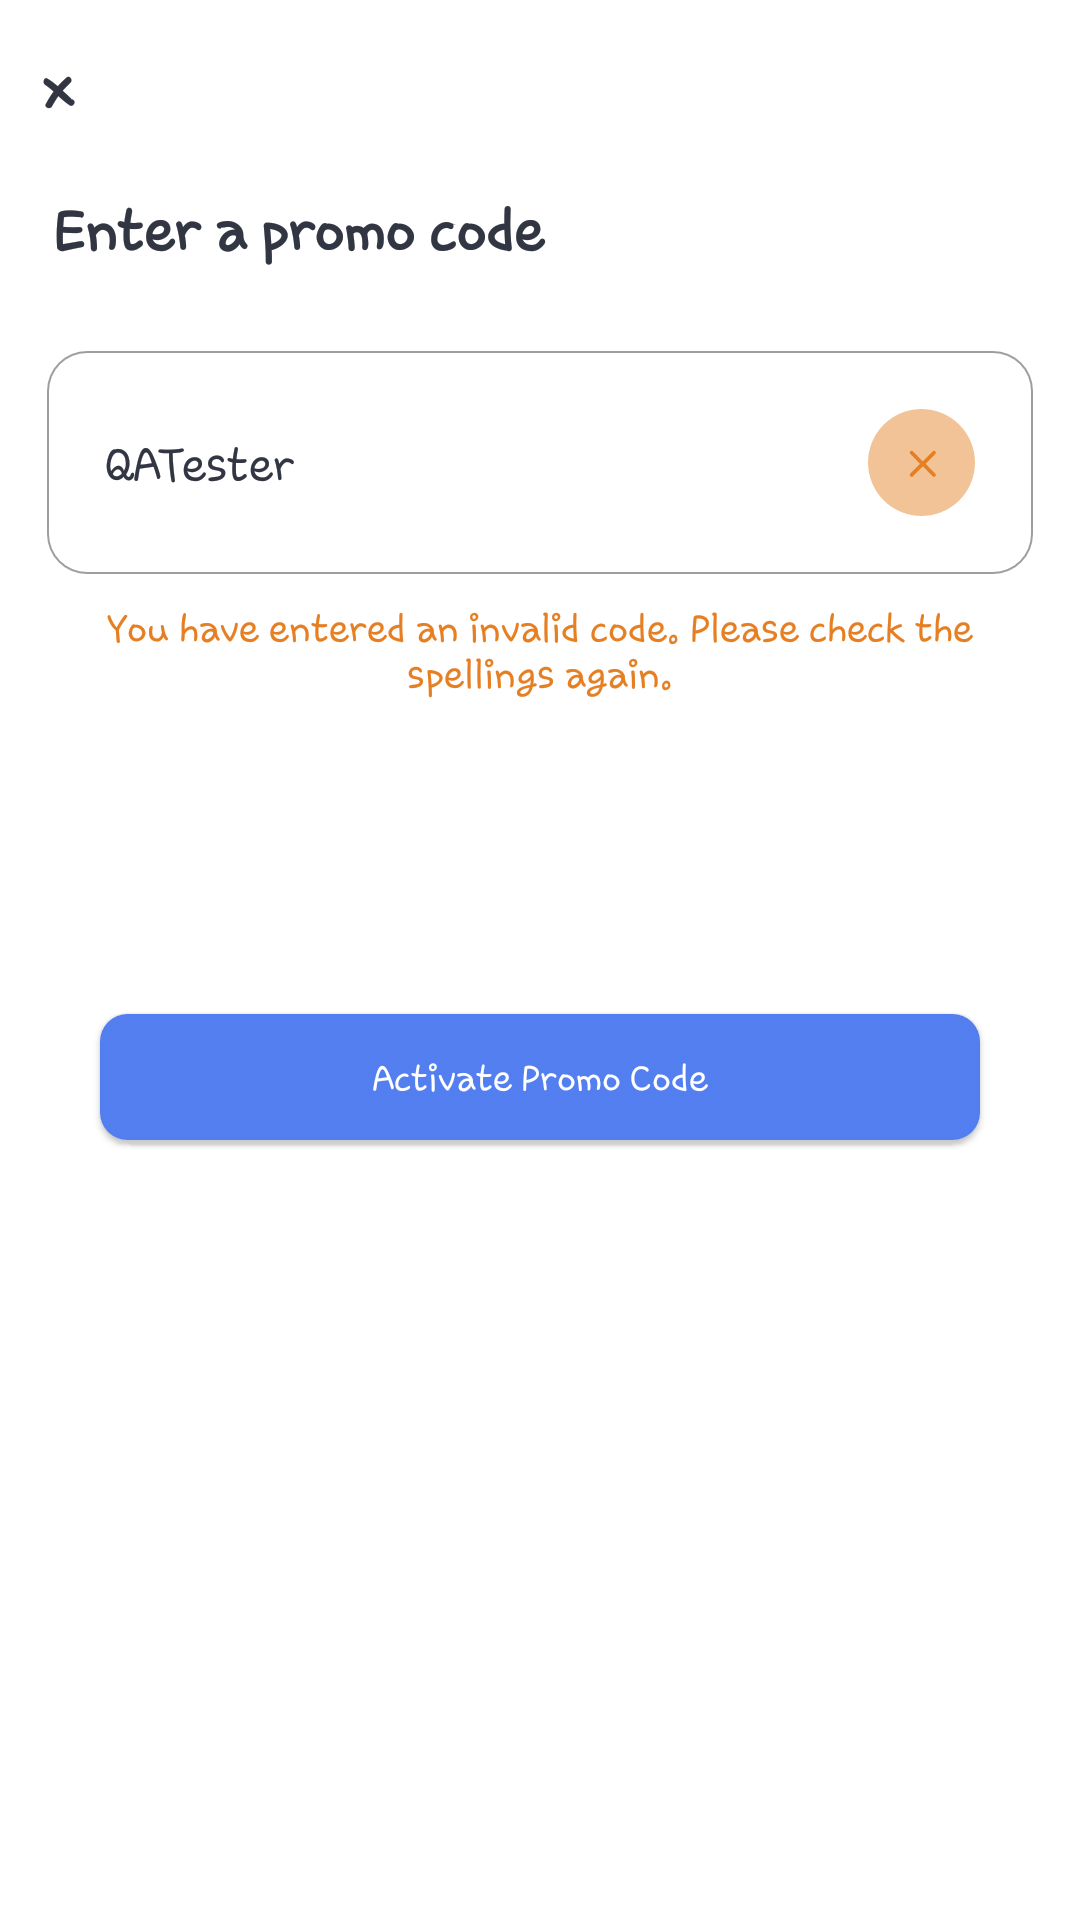 Enter a promo code
QATester
You have entered an invalid code. Please check the
spellings again.
Activate Promo Code